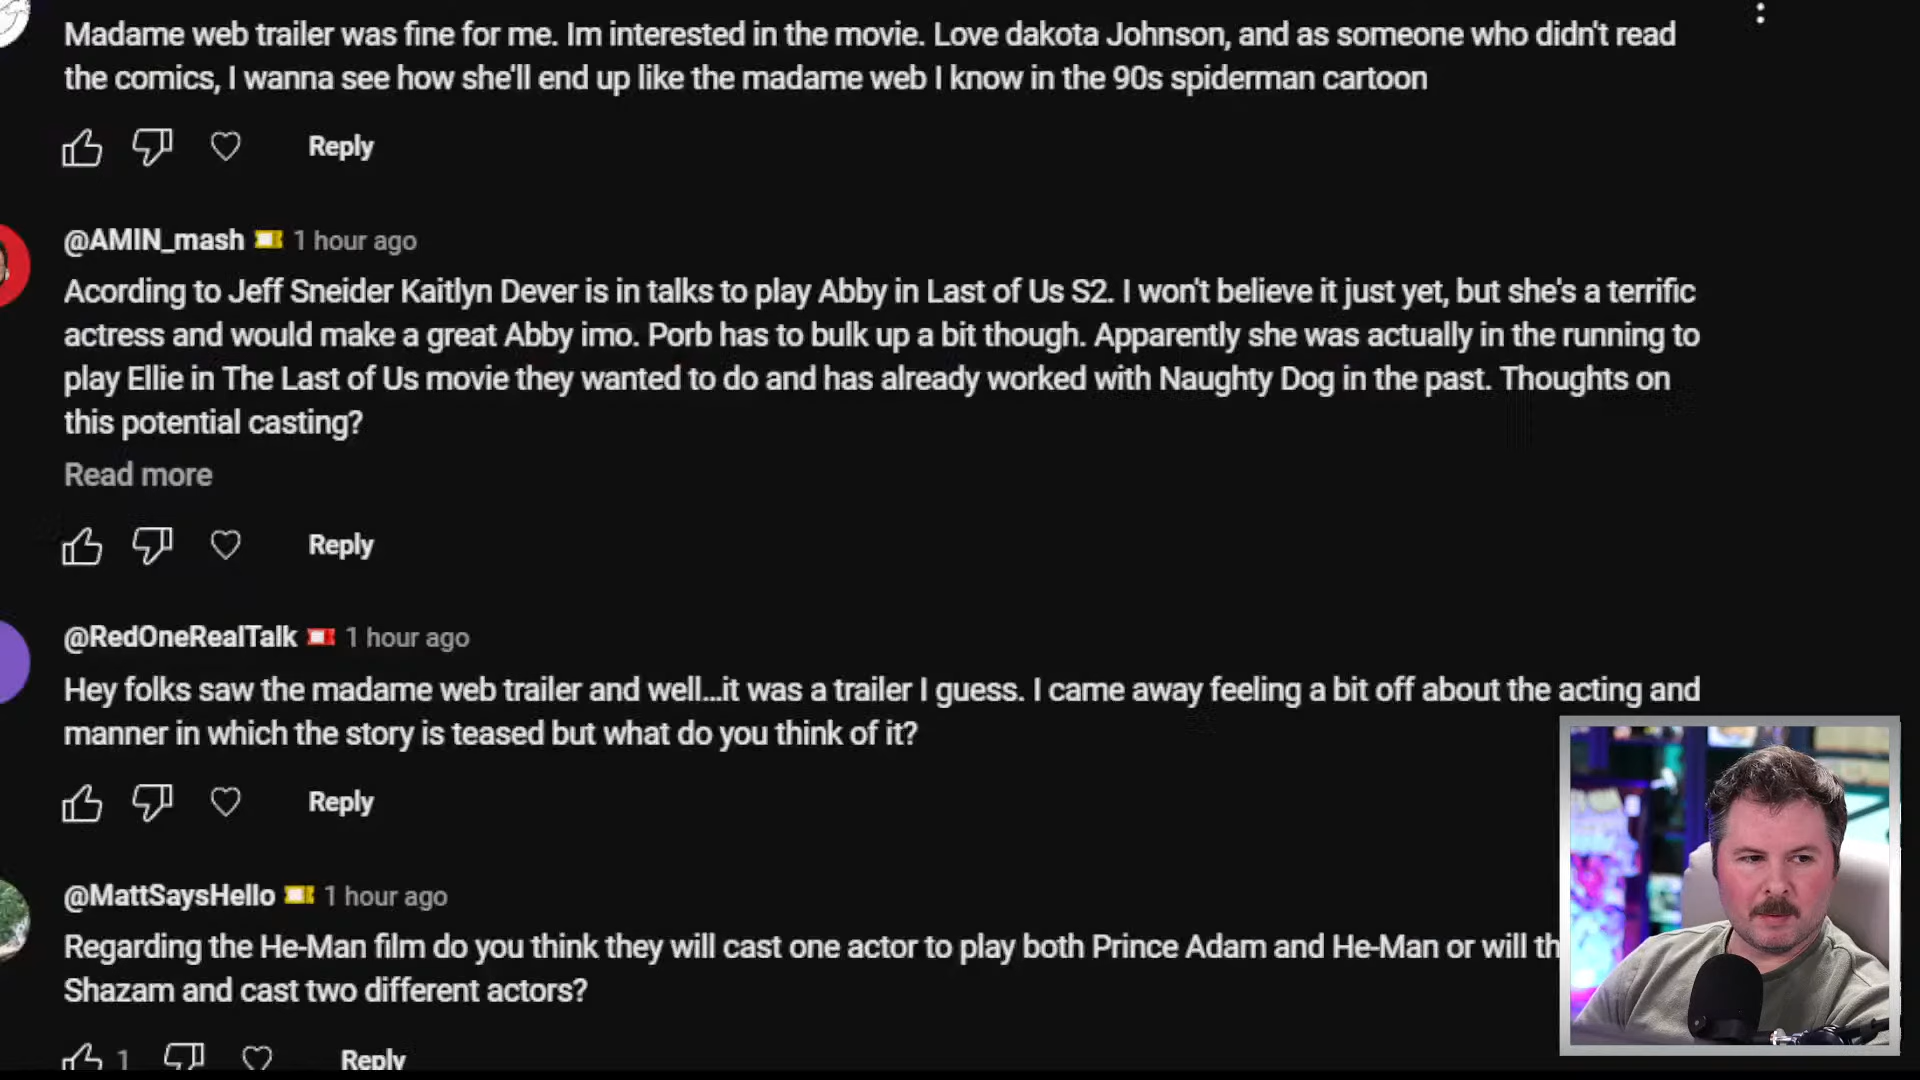 Madame web trailer was fine for me. Im interested in the movie. Love dakota Johnson, and as someone who didn't read
the comics, I wanna see how she'll end up like the madame web I know in the 90s spiderman cartoon
Reply
@AMIN_mash 1 hour ago
Acording to Jeff Sneider Kaitlyn Dever is in talks to play Abby in Last of Us S2. I won't believe it just yet, but she's a terrific
actress and would make a great Abby imo. Porb has to bulk up a bit though. Apparently she was actually in the running to
play Ellie in The Last of Us movie they wanted to do and has already worked with Naughty Dog in the past. Thoughts on
this potential casting?
Read more
Reply
@RedOneRealTalk 1 hour ago
Hey folks saw the madame web trailer and well...it was a trailer I guess. I came away feeling a bit off about the acting and
manner in which the story is teased but what do you think of it?
Reply
@MattSaysHello 1 hour ago
Regarding the He-Man film do you think they will cast one actor to play both Prince Adam and He-Man or will th
Shazam and cast two different actors?
1 Reply